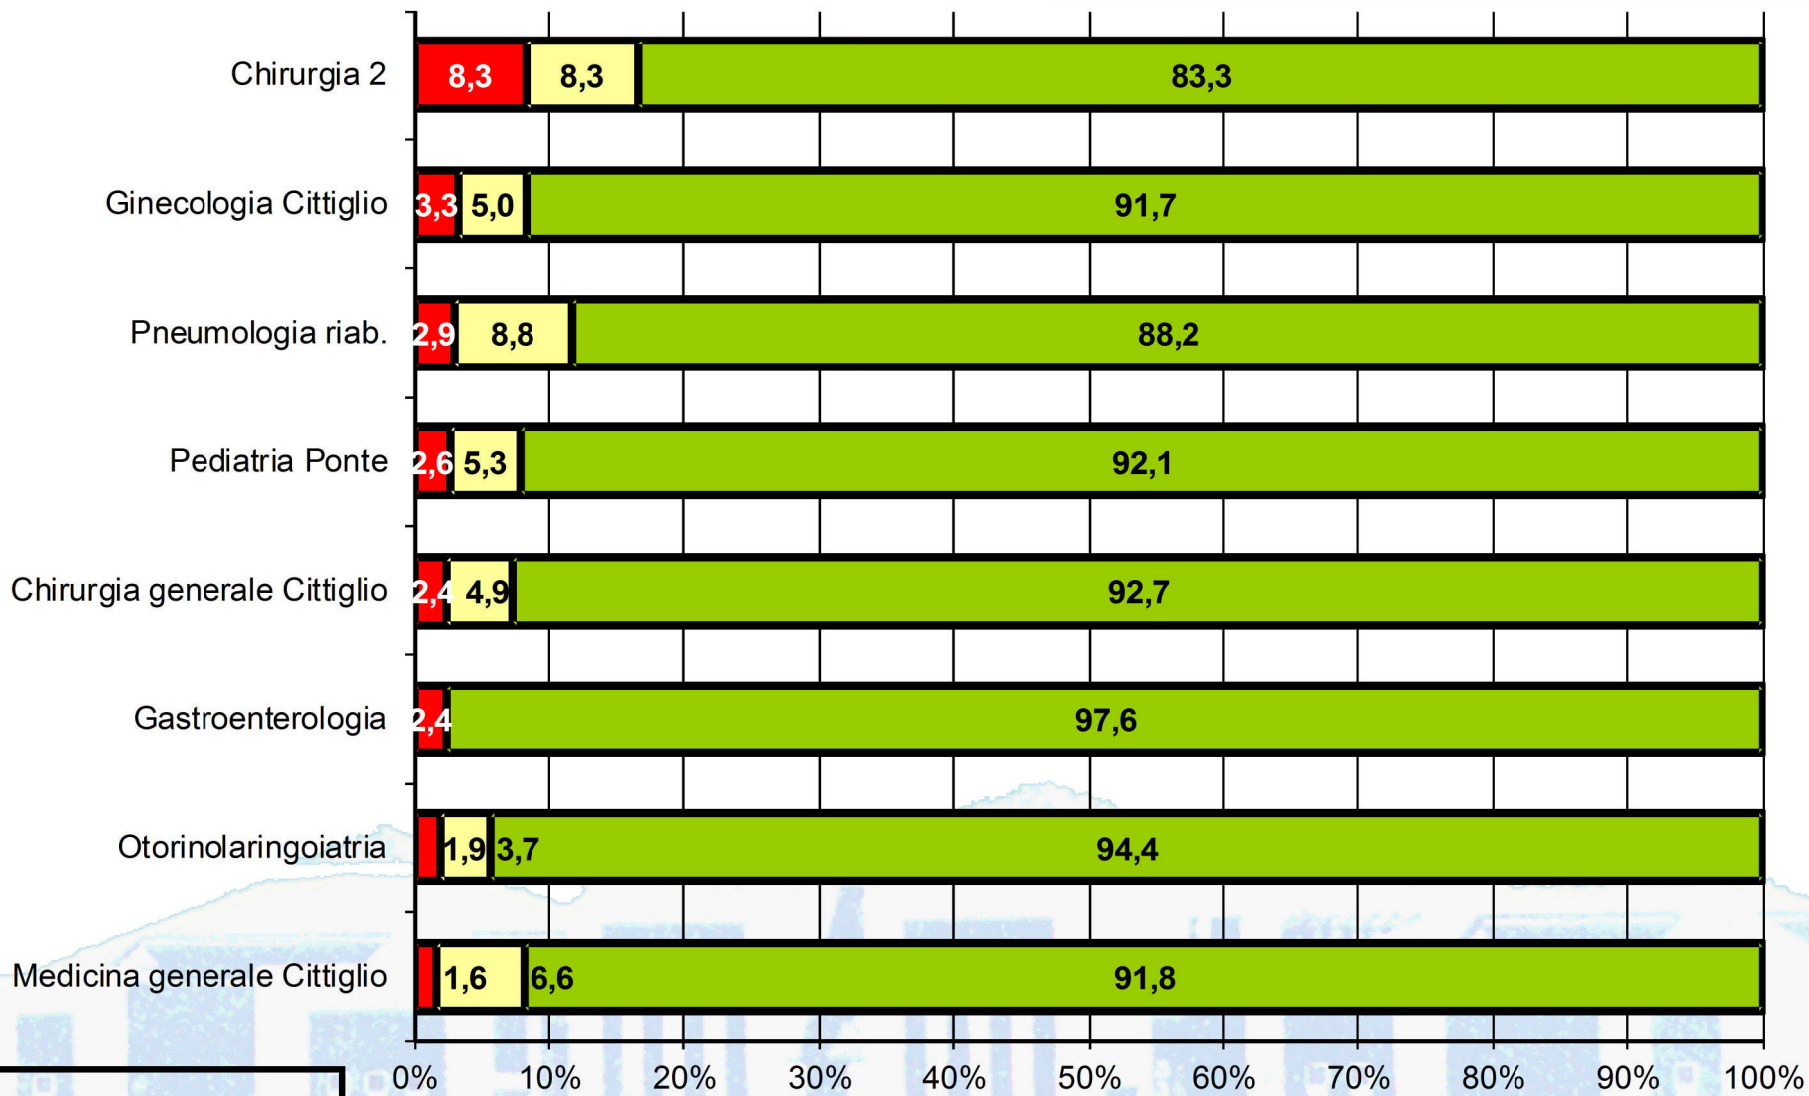 Chirurgia 2 8,3 8,3 83,3
Ginecologia Cittiglio 3,3 5,0 91,7
Pneumologia riab. 2,9 8,8 88,2
Pediatria Ponte 2,6 5,3 92,1
Chirurgia generale Cittiglio 2,4 4,9 92,7
Gastroenterologia 2,4 97,6
Otorinolaringoiatria 1,9 3,7 94,4
Medicina generale Cittiglio 1,6 6,6 91,8
0% 10% 20% 30% 40% 50% 60% 70% 80% 90% 100%